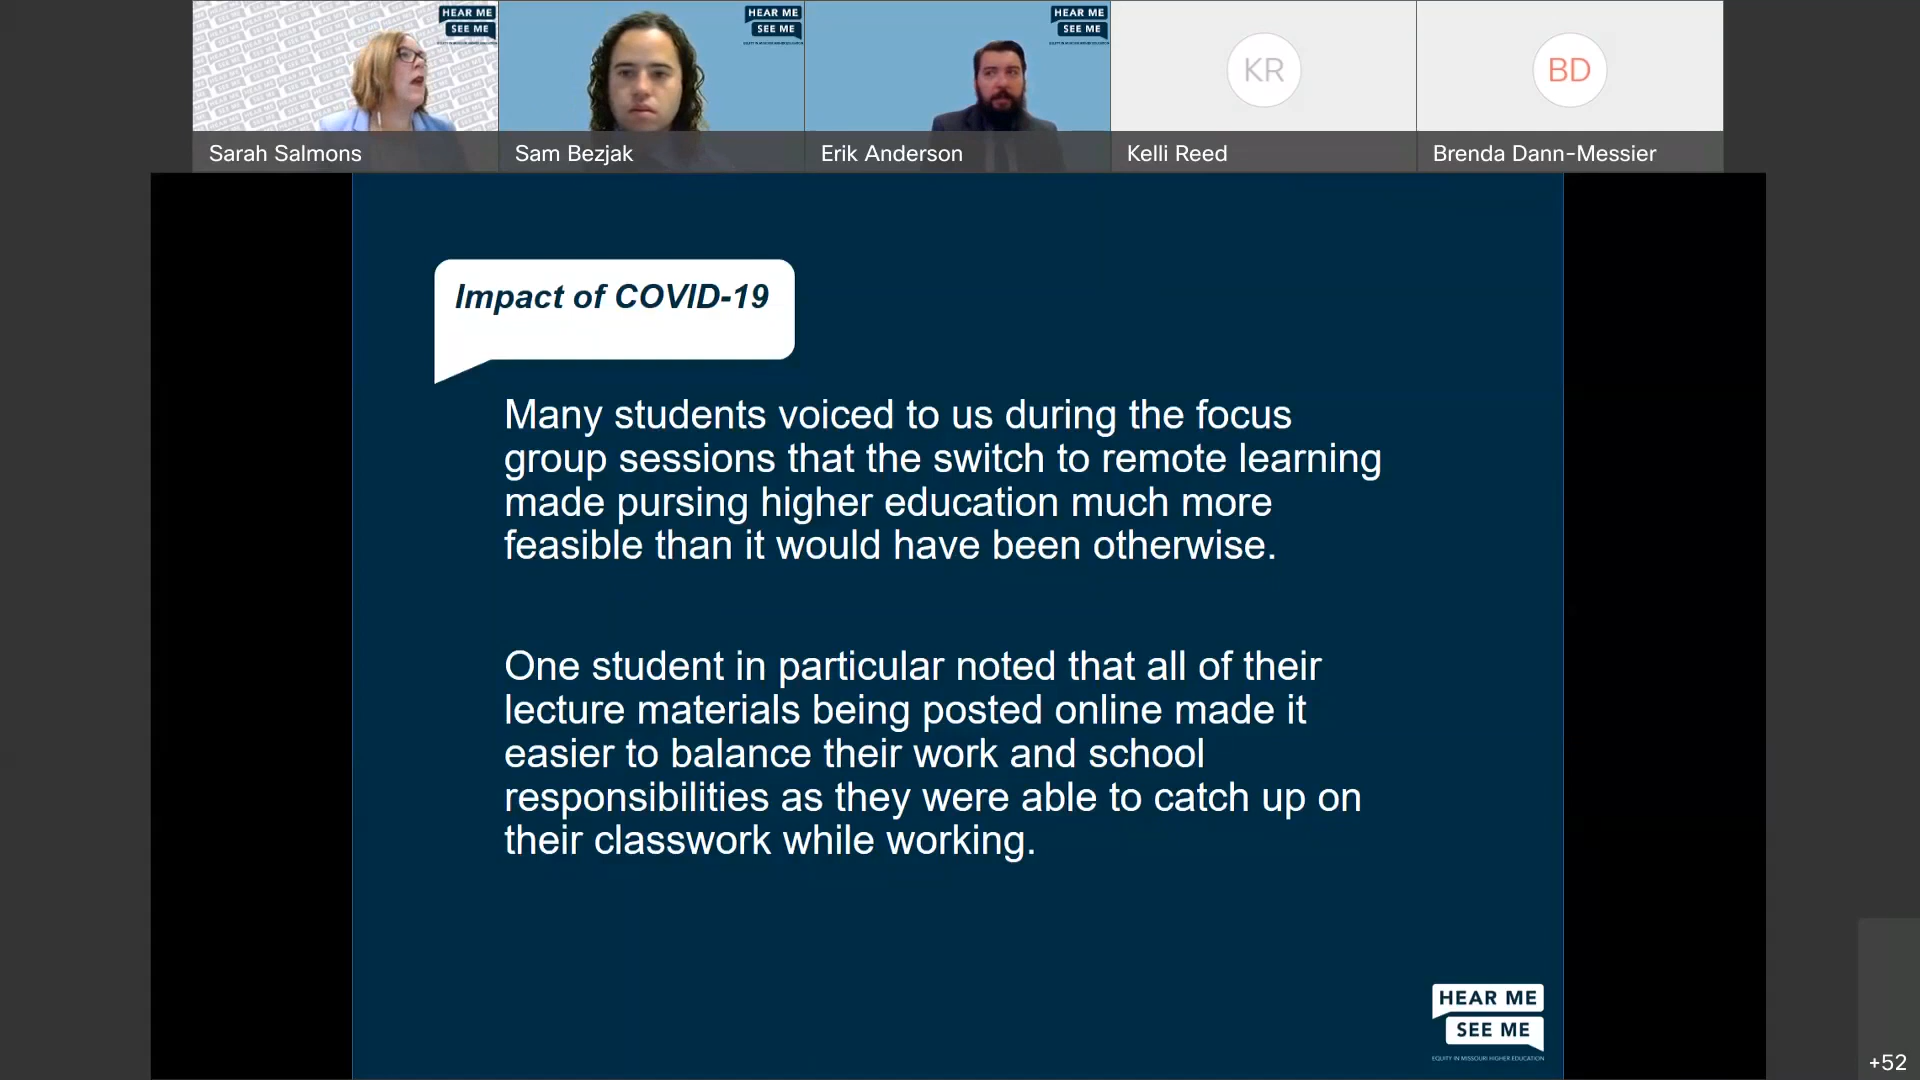 HEAR ME
SEE ME
HEAR ME
SEE ME
HEAR ME
SEE ME
KR
BD
Sarah Salmons
Sam Bezjak
Erik Anderson
Kelli Reed
Brenda Dann-Messier
Impact of COVID-19
Many students voiced to us during the focus
group sessions that the switch to remote learning
made pursing higher education much more
feasible than it would have been otherwise.
One student in particular noted that all of their
lecture materials being posted online made it
easier to balance their work and school
responsibilities as they were able to catch up on
their classwork while working.
HEAR ME
SEE ME
EQUITY IN MISSOURI HIGHER EDUCATION
+52